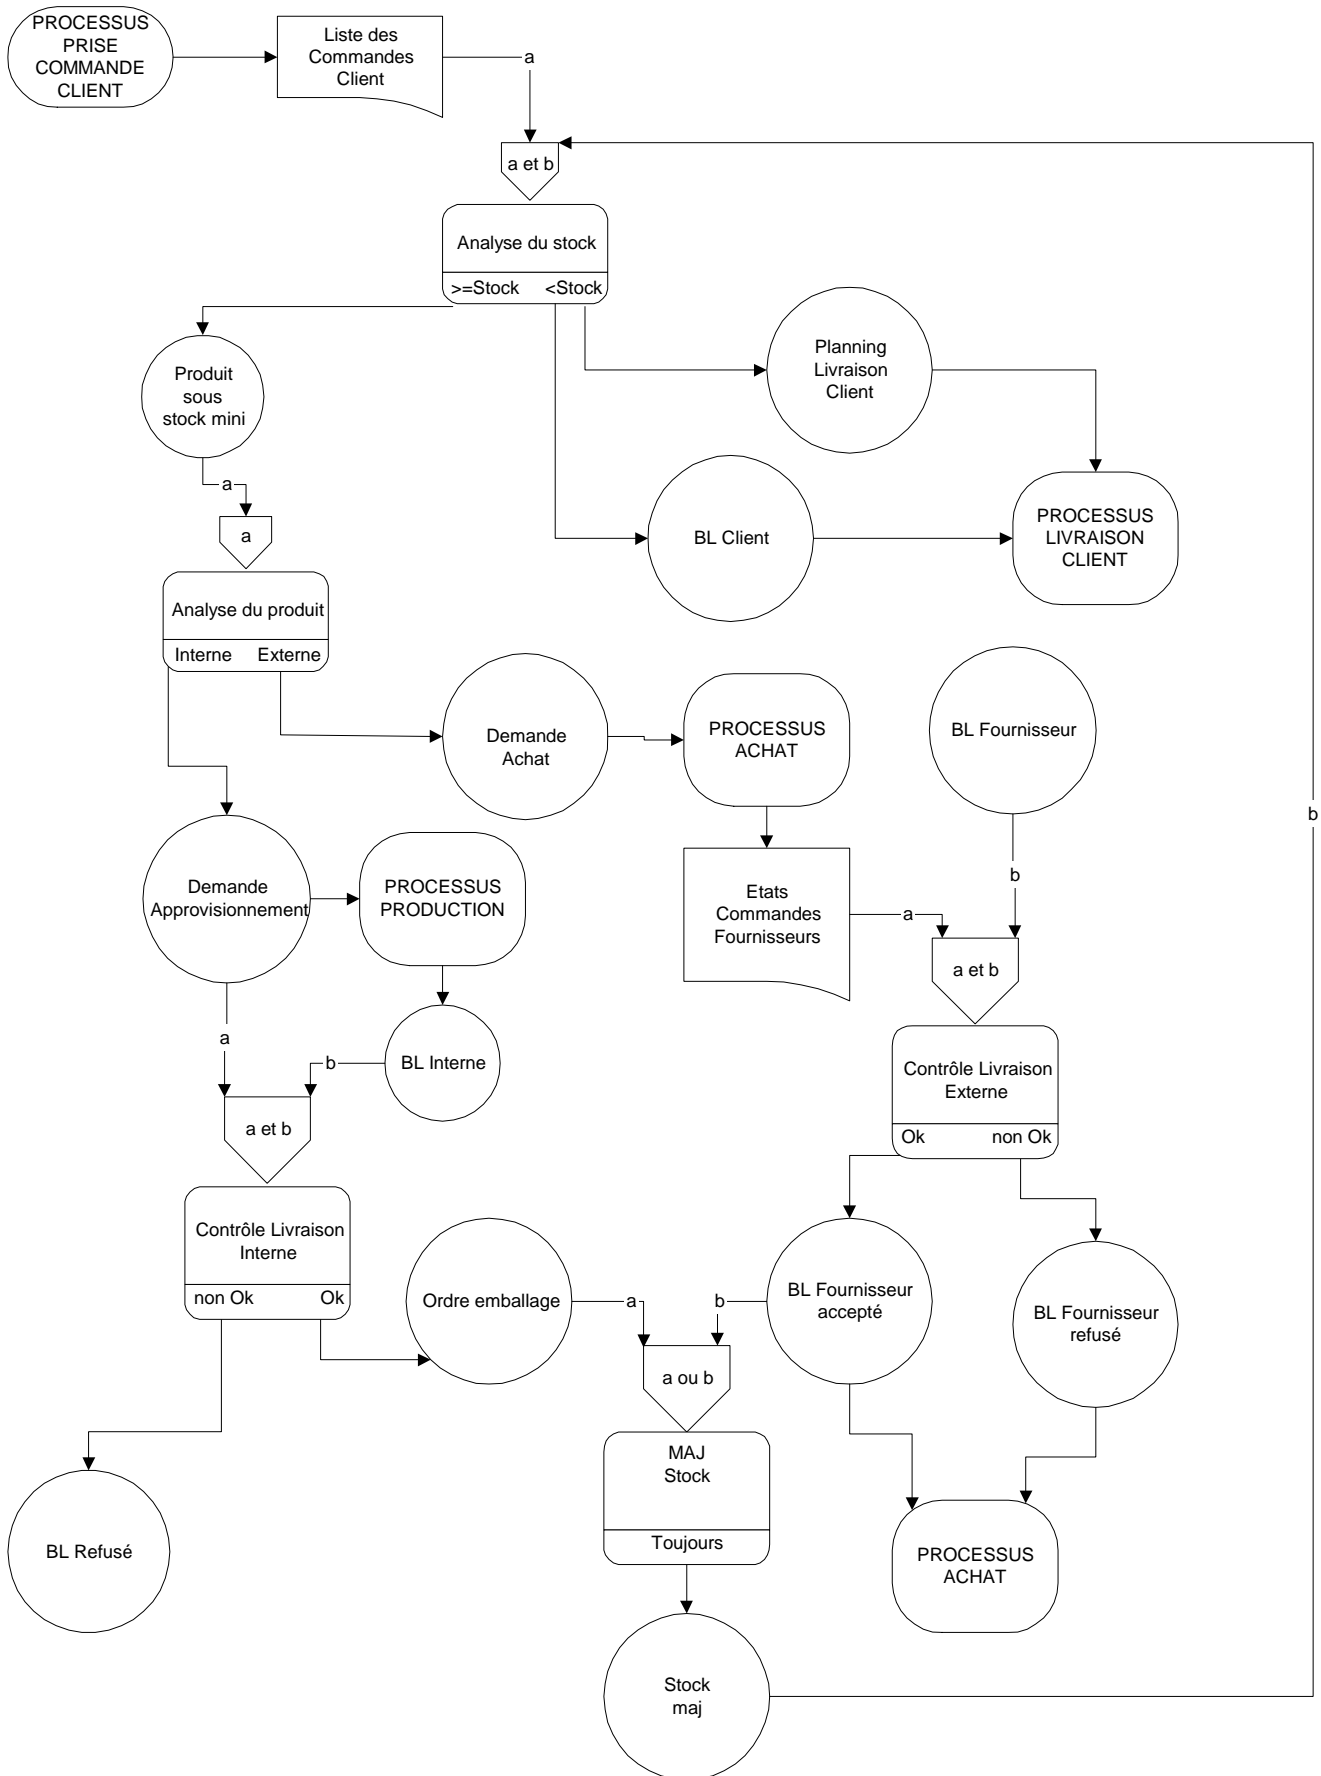 PROCESSUS
PRISE
COMMANDE
CLIENT
Liste des
Commandes
Client
a
a et b
Analyse du stock
>=Stock <Stock
Planning
Livraison
Client
Produit
sous
stock mini
a
a
BL Client
PROCESSUS
LIVRAISON
CLIENT
Analyse du produit
Interne Externe
Demande
Achat
PROCESSUS
ACHAT
BL Fournisseur
b
Demande
Approvisionnement
PROCESSUS
PRODUCTION
Etats
Commandes
Fournisseurs
a
b
a et b
a
b
BL Interne
a et b
Contrôle Livraison
Externe
Ok non Ok
Contrôle Livraison
Interne
non Ok Ok
Ordre emballage
a
b
BL Fournisseur
accepté
BL Fournisseur
refusé
a ou b
MAJ
Stock
Toujours
BL Refusé
PROCESSUS
ACHAT
Stock
maj